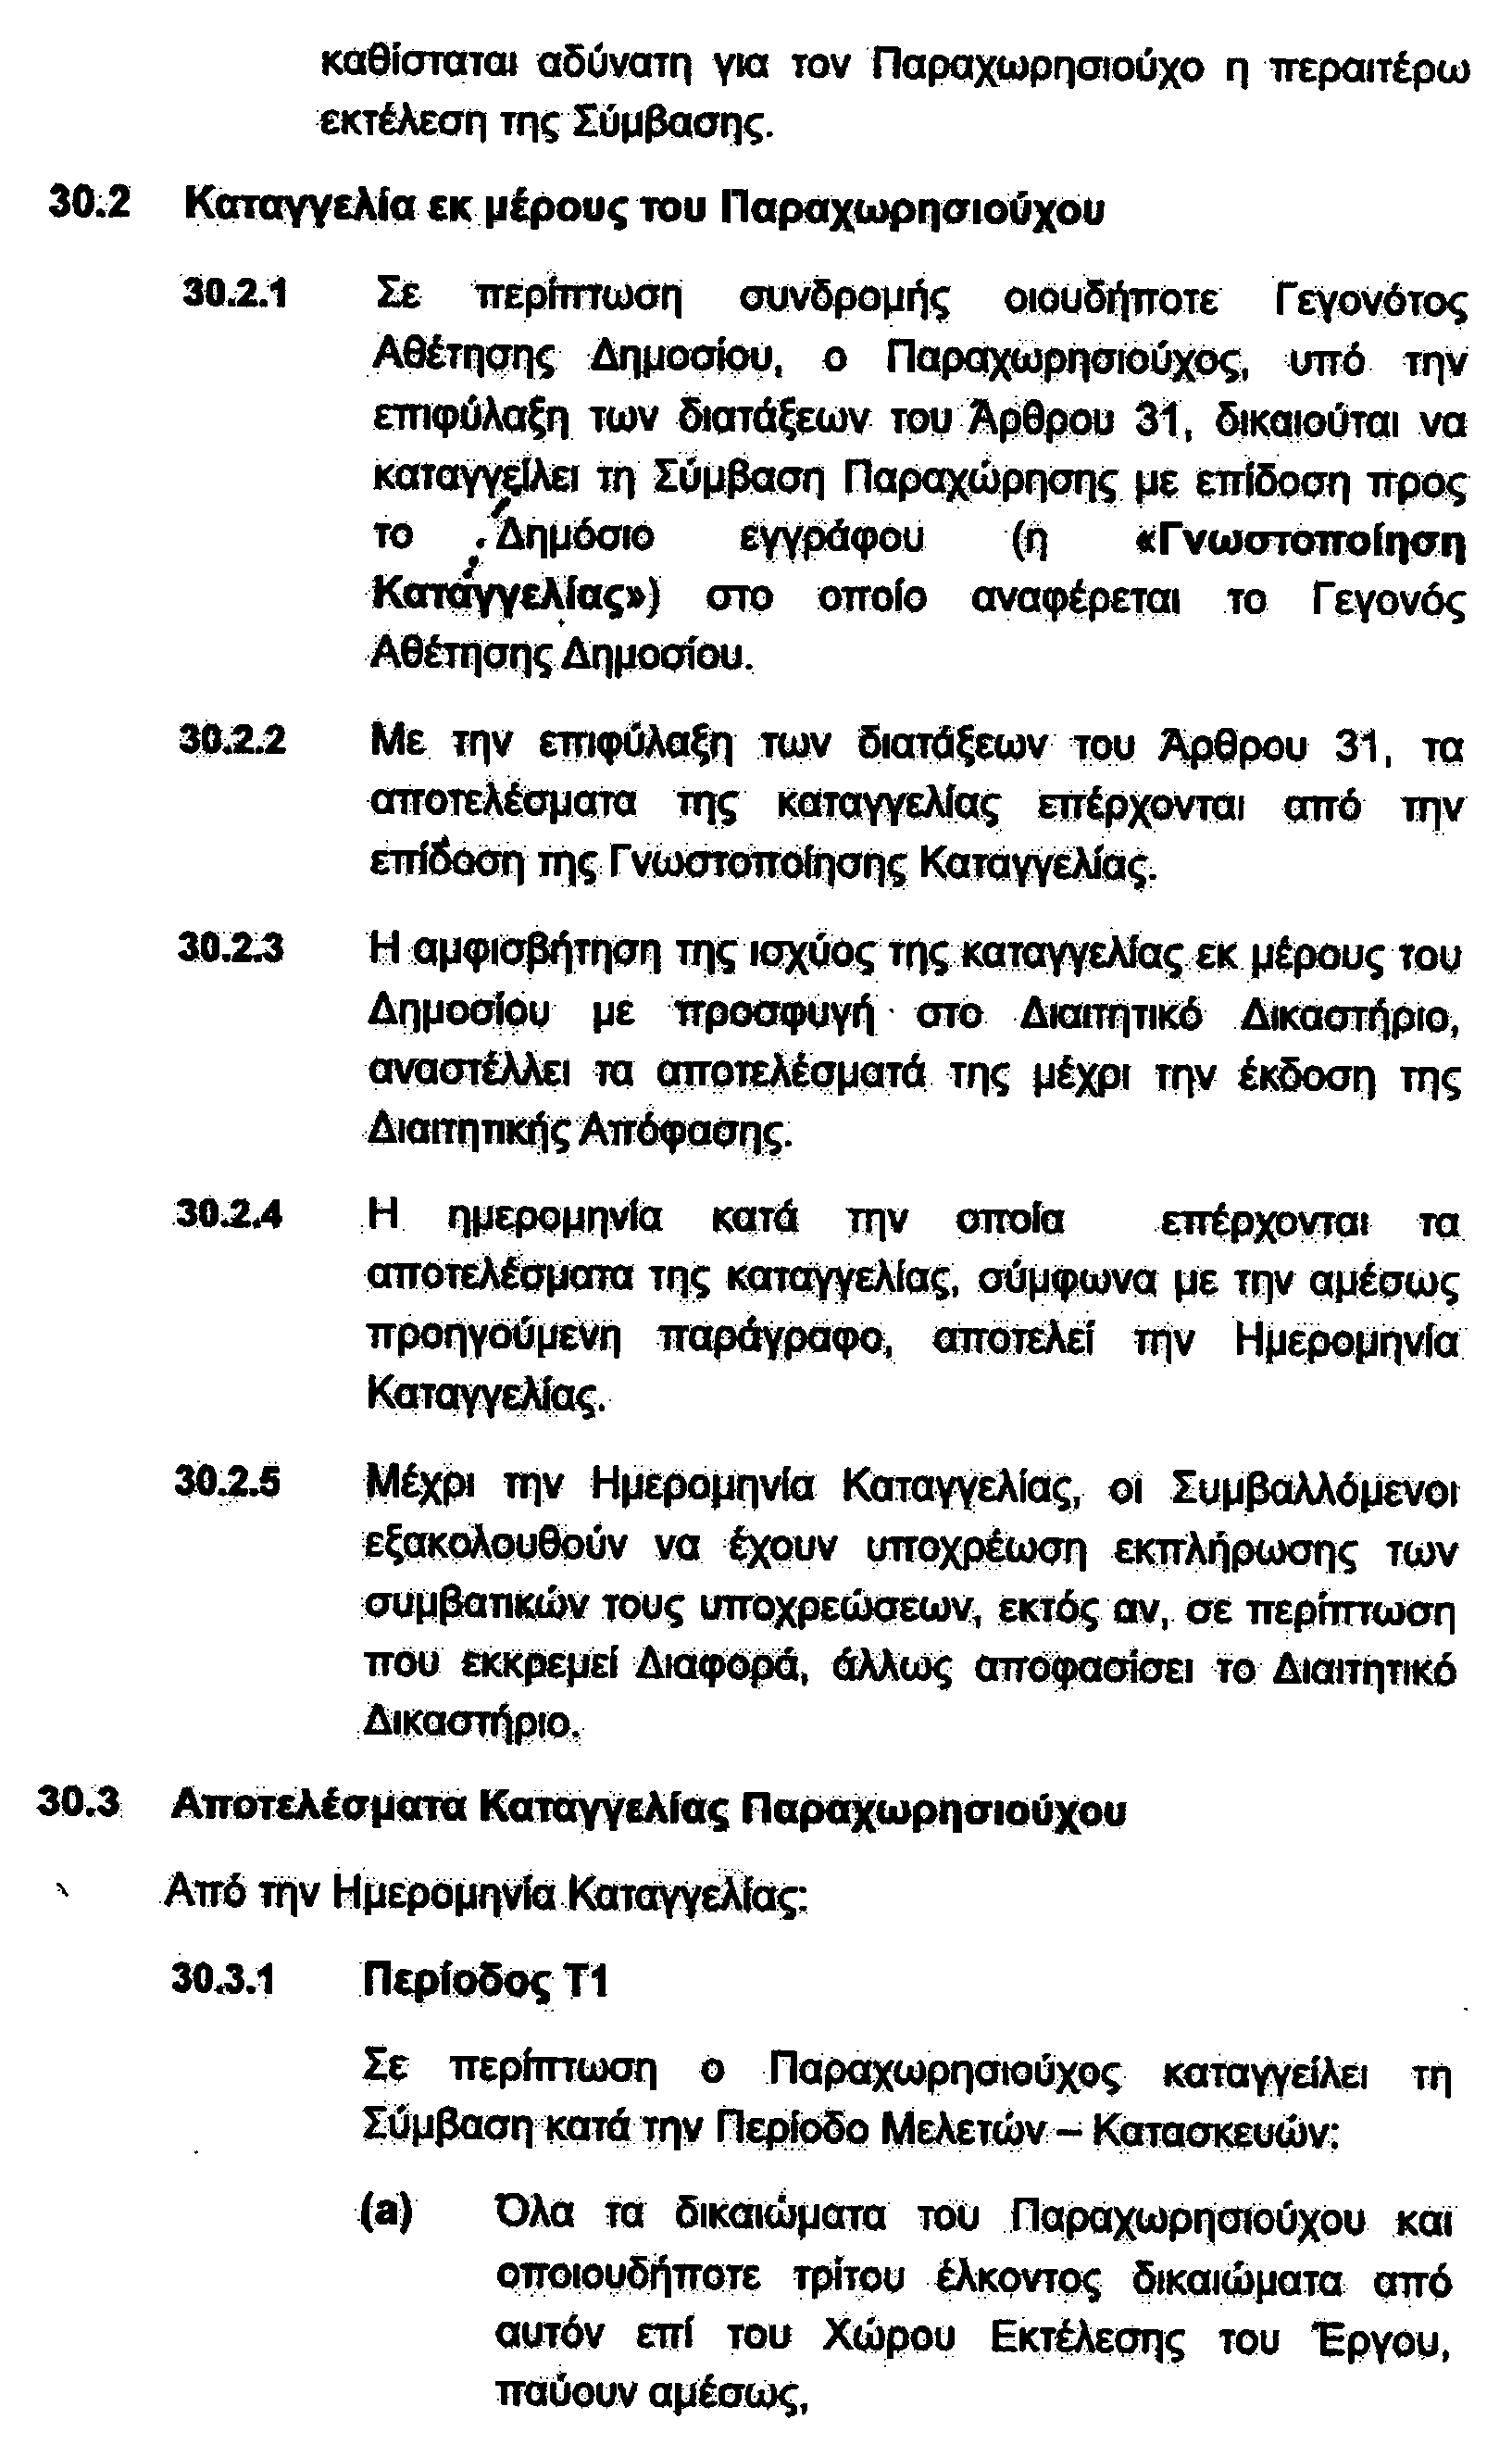 καθίσταται αδύνατη για τον Παραχωρησιούχο η περαιτέρω
εκτέλεση της Σύμβασης.
30.2 Καταγγελία εκ μέρους του Παραχωρησιούχου
30.2.1 Σε περίπτωση συνδρομής οιουδήποτε Γεγονότος
Αθέτησης Δημοσίου, ο Παραχωρησιούχος, υπό την
επιφύλαξη των διατάξεων του Άρθρου 31, δικαιούται να
καταγγείλει τη Σύμβαση Παραχώρησης με επίδοση προς
το Δημόσιο εγγράφου (η «Γνωστοποίηση
Καταγγελίας») στο οποίο αναφέρεται το Γεγονός
Αθέτησης Δημοσίου.
30.2.2 Με την επιφύλαξη των διατάξεων του Άρθρου 31, τα
αποτελέσματα της καταγγελίας επέρχονται από την
επίδοση της Γνωστοποίησης Καταγγελίας.
30.2.3 Η αμφισβήτηση της ισχύος της καταγγελίας εκ μέρους του
Δημοσίου με προσφυγή στο Διαιτητικό Δικαστήριο,
αναστέλλει τα αποτελέσματά της μέχρι την έκδοση της
Διαιτητικής Απόφασης.
30.2.4 Η ημερομηνία κατά την οποία επέρχονται τα
αποτελέσματα της καταγγελίας, σύμφωνα με την αμέσως
προηγούμενη παράγραφο, αποτελεί την Ημερομηνία
Καταγγελίας.
30.2.5 Μέχρι την Ημερομηνία Καταγγελίας, οι Συμβαλλόμενοι
εξακολουθούν να έχουν υποχρέωση εκπλήρωσης των
συμβατικών τους υποχρεώσεων, εκτός αν, σε περίπτωση
που εκκρεμεί Διαφορά, άλλως αποφασίσει το Διαιτητικό
Δικαστήριο.
30.3 Αποτελέσματα Καταγγελίας Παραχωρησιούχου
Από την Ημερομηνία Καταγγελίας:
30.3.1 Περίοδος Τ1
Σε περίπτωση ο Παραχωρησιούχος καταγγείλει τη
Σύμβαση κατά την Περίοδο Μελετών – Κατασκευών:
(a) Όλα τα δικαιώματα του Παραχωρησιούχου και
οποιουδήποτε τρίτου έλκοντος δικαιώματα από
αυτόν επί του Χώρου Εκτέλεσης του Έργου,
παύουν αμέσως,